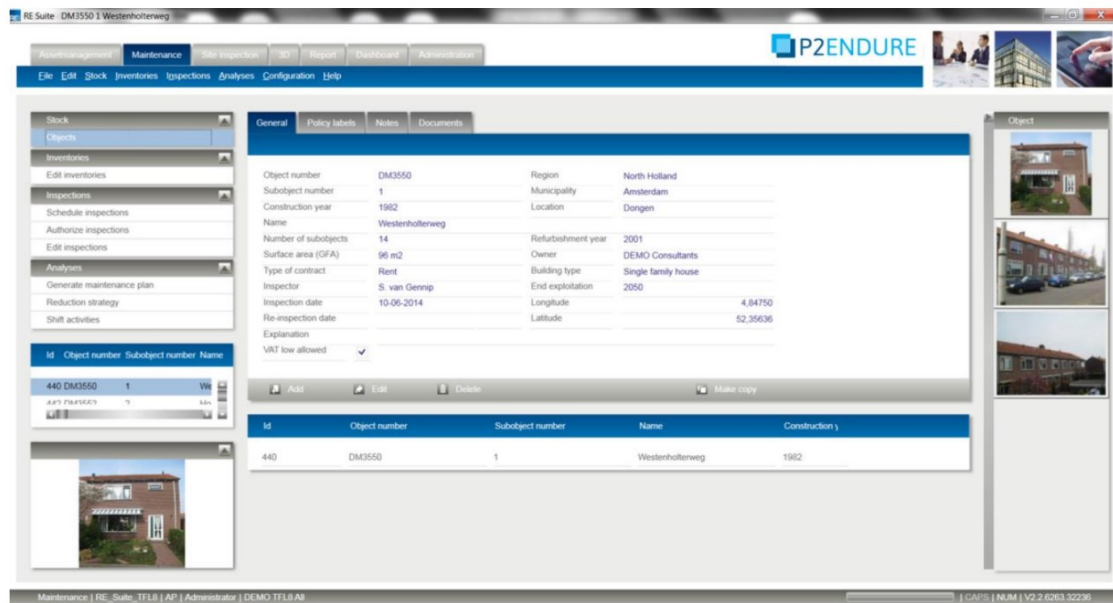 RE Suite DM3550 1 Westenholterweg
Assetmanagement Maintenance Site inspection 3D Report Dashboard Administration
P2ENDURE
File Edit Stock Inventories Inspections Analyses Configuration Help
Stock
Objects
Inventories
Edit inventories
Inspections
Schedule inspections
Authorize inspections
Edit inspections
Analyses
Generate maintenance plan
Reduction strategy
Shift activities
Id Object number Subobject number Name
440 DM3550 1 We
442 DM3552 2 Ho
General Policy labels Notes Documents
Object number DM3550 Region North Holland
Subobject number 1 Municipality Amsterdam
Construction year 1982 Location Dongen
Name Westenholterweg
Number of subobjects 14 Refurbishment year 2001
Surface area (GFA) 96 m2 Owner DEMO Consultants
Type of contract Rent Building type Single family house
Inspector S. van Gennip End exploitation 2050
Inspection date 10-06-2014 Longitude 4,84750
Re-inspection date Latitude 52,35636
Explanation
VAT low allowed
Add Edit Delete Make copy
Id Object number Subobject number Name Construction y
440 DM3550 1 Westenholterweg 1982
Object
Maintenance | RE_Suite_TFL8 | AP | Administrator | DEMO TFL8 All
| CAPS | NUM | V2.2.6263.32236